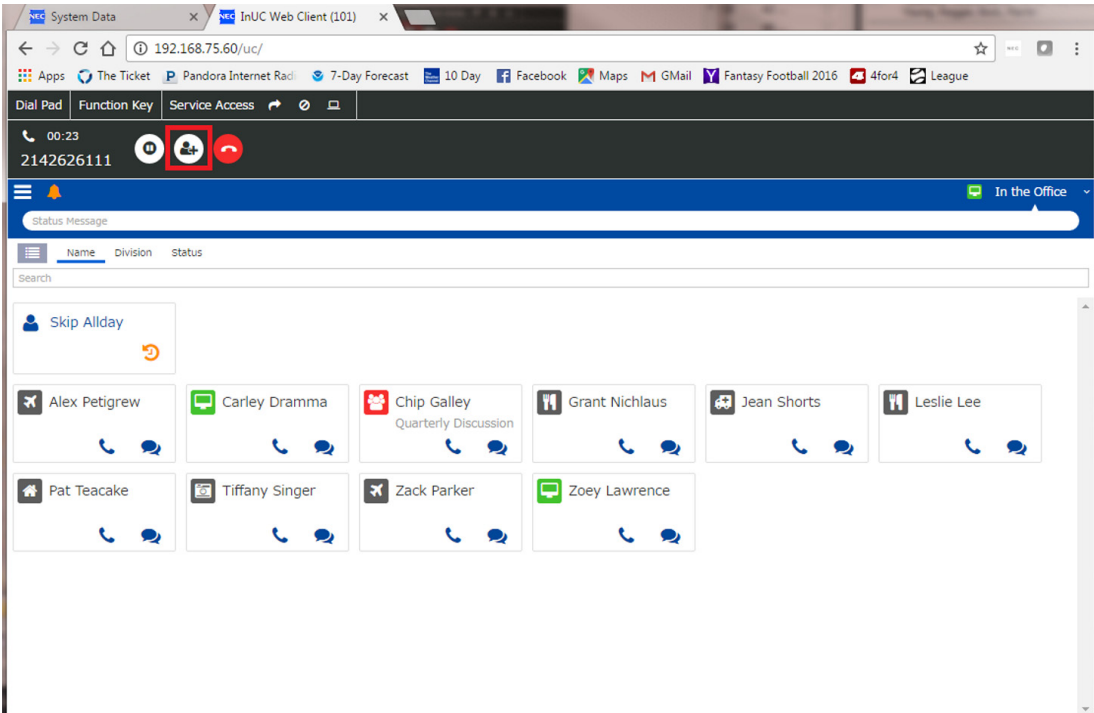 NEC System Data NEC InUC Web Client (101)
192.168.75.60/uc/ NEC
Apps The Ticket P Pandora Internet Radi 7-Day Forecast 10 Day Facebook Maps GMail Fantasy Football 2016 4for4 League
Dial Pad Function Key Service Access
00:23
2142626111
In the Office
Status Message
Name Division Status
Search
Skip Allday
Alex Petigrew Carley Dramma Chip Galley Grant Nichlaus Jean Shorts Leslie Lee
Quarterly Discussion
Pat Teacake Tiffany Singer Zack Parker Zoey Lawrence